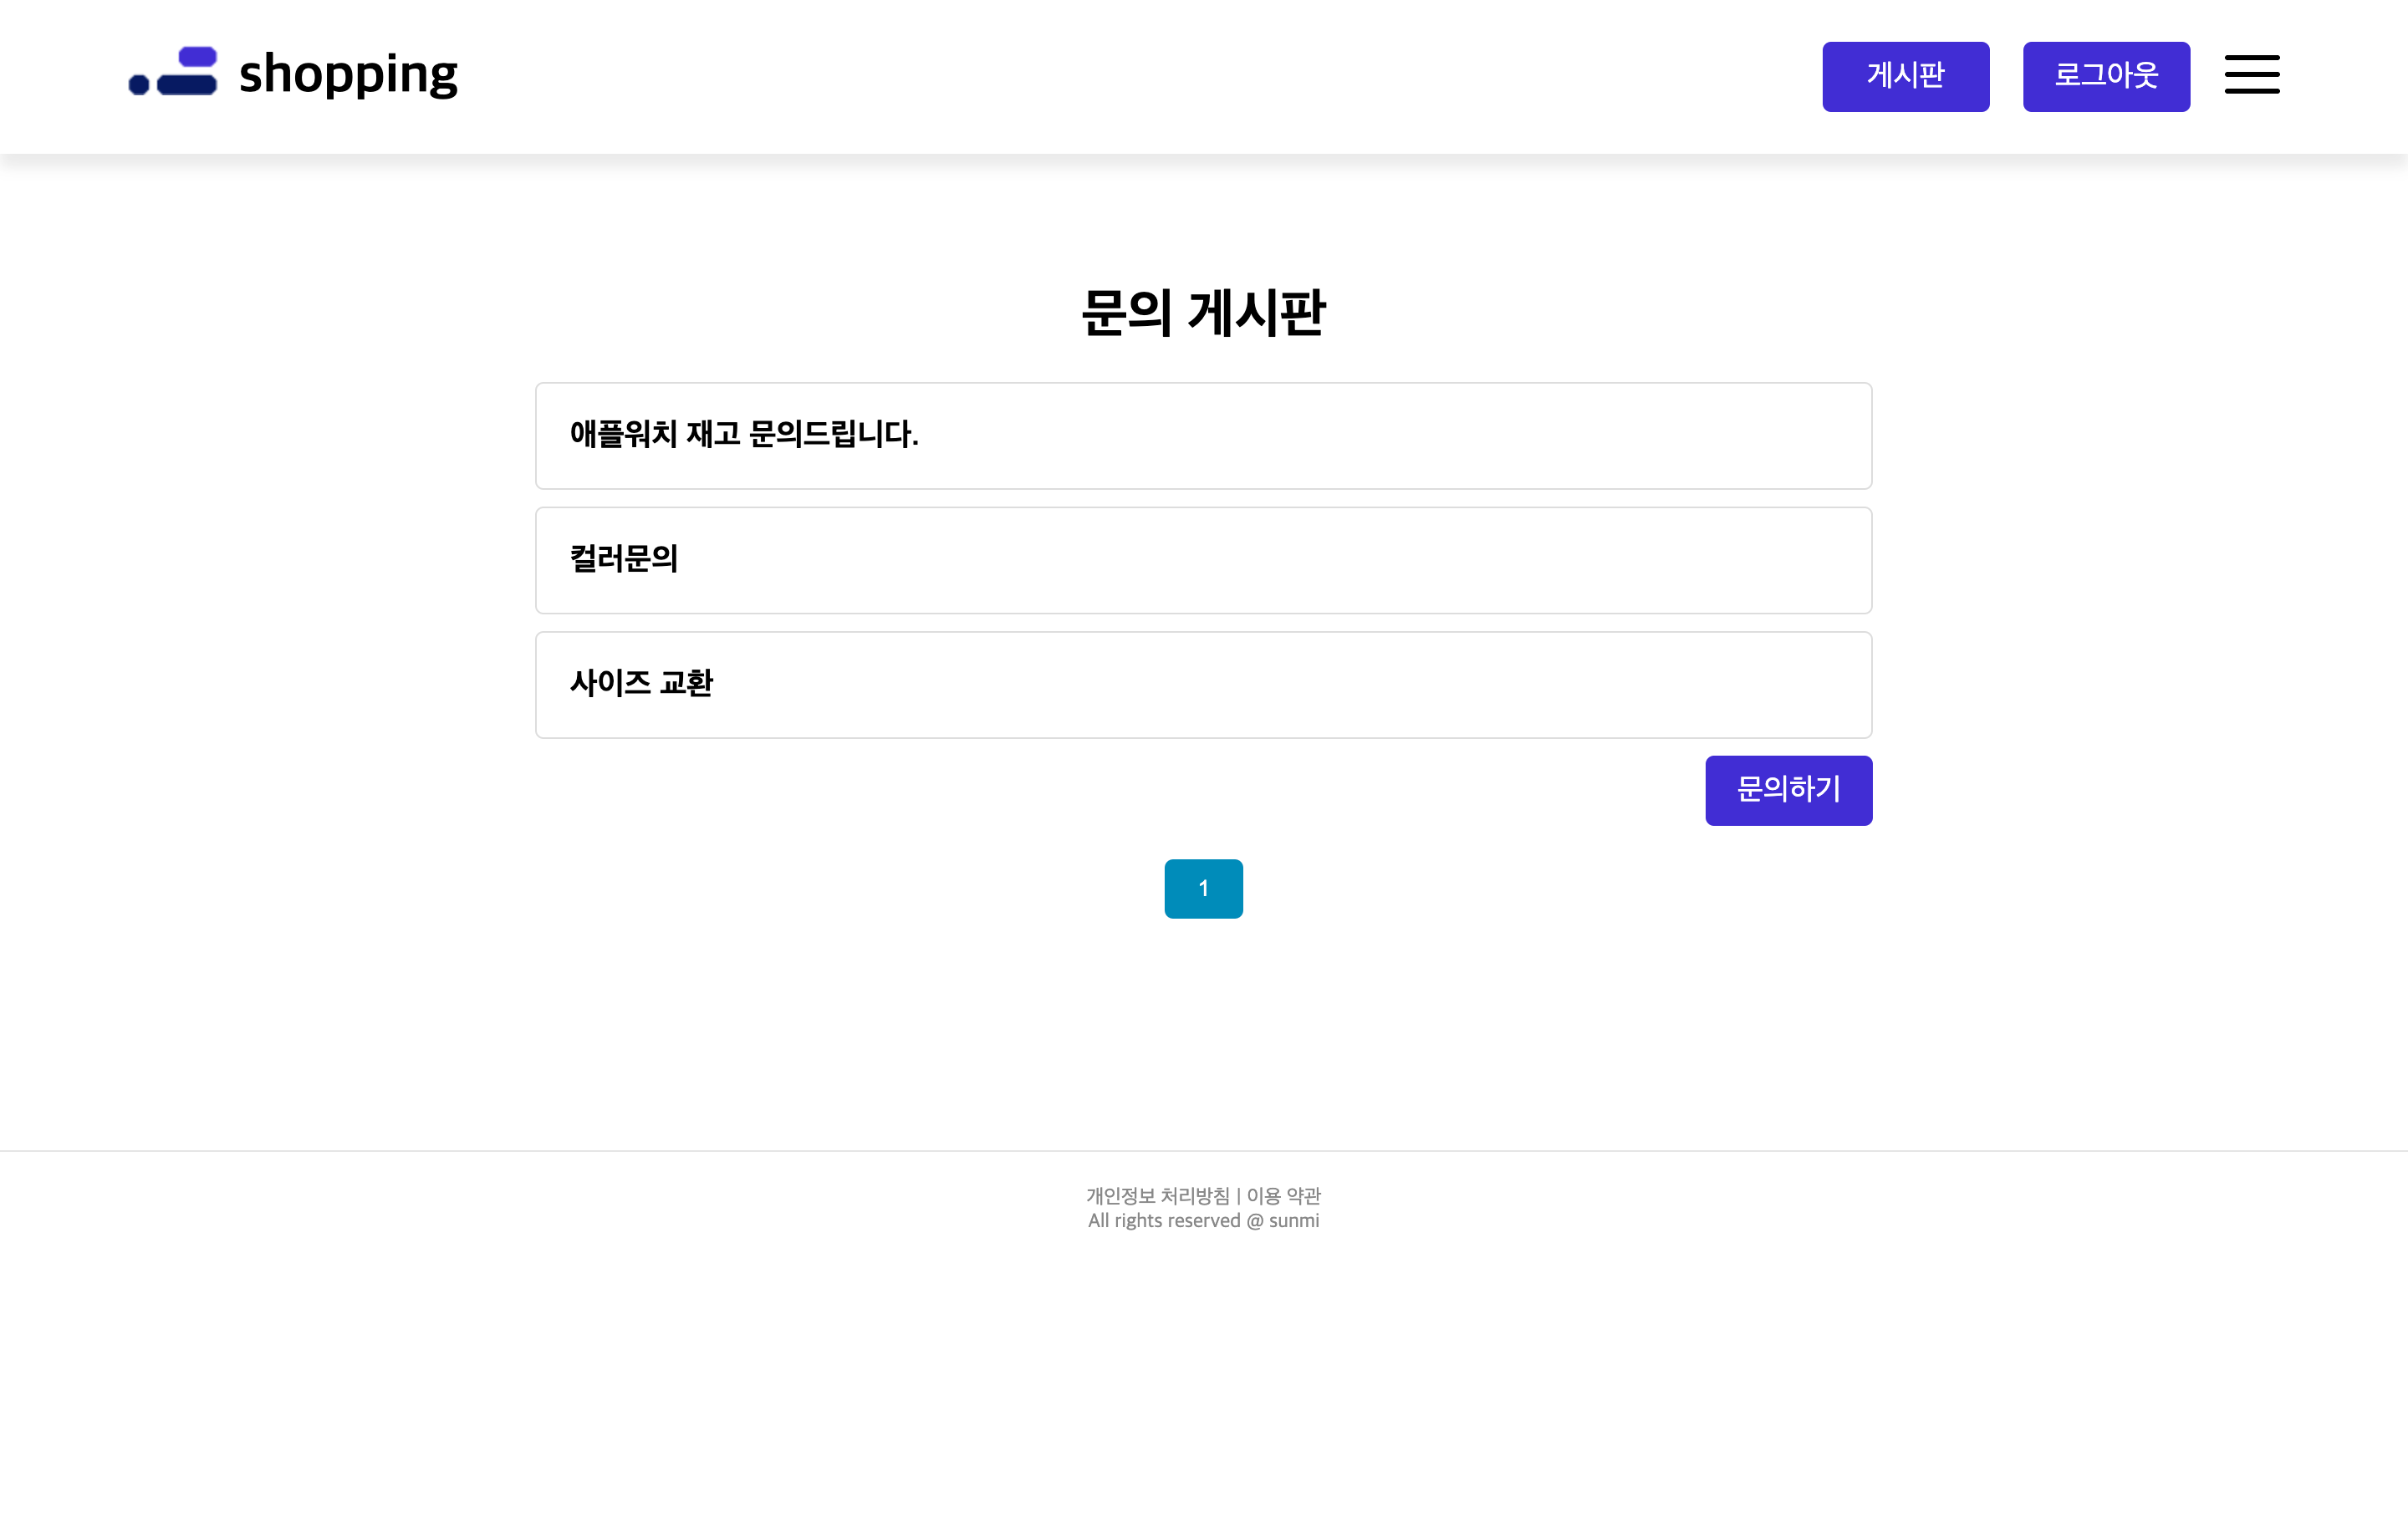 shopping
게시판
로그아웃
문의 게시판
애플워치 재고 문의드립니다.
컬러문의
사이즈 교환
문의하기
1
개인정보 처리방침 | 이용 약관
All rights reserved @ sunmi